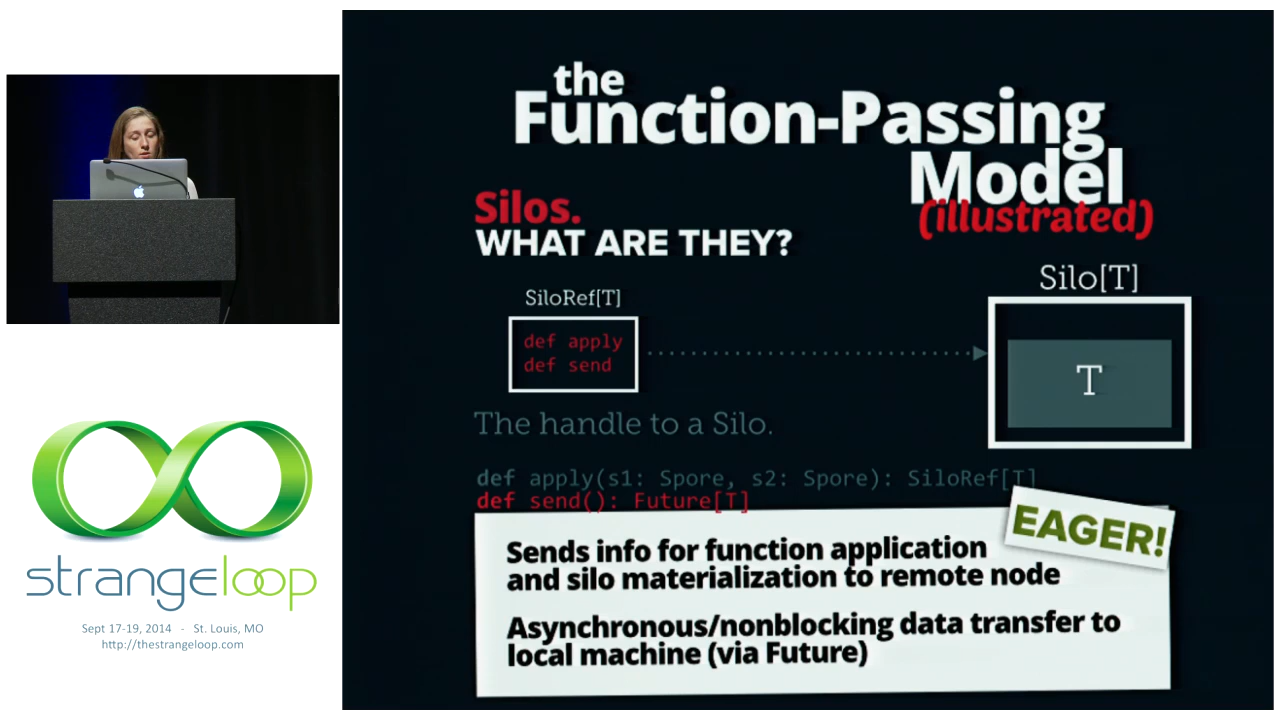 the
Function-Passing
Model
(illustrated)
Silos.
WHAT ARE THEY?
SiloRef[T]
def apply
def send
Silo[T]
T
The handle to a Silo.
def apply(s1: Spore, s2: Spore): SiloRef[T]
def send(): Future[T]
EAGER!
Sends info for function application
and silo materialization to remote node
Asynchronous/nonblocking data transfer to
local machine (via Future)
strangeloop
Sept 17-19, 2014 - St. Louis, MO
http://thestrangeloop.com